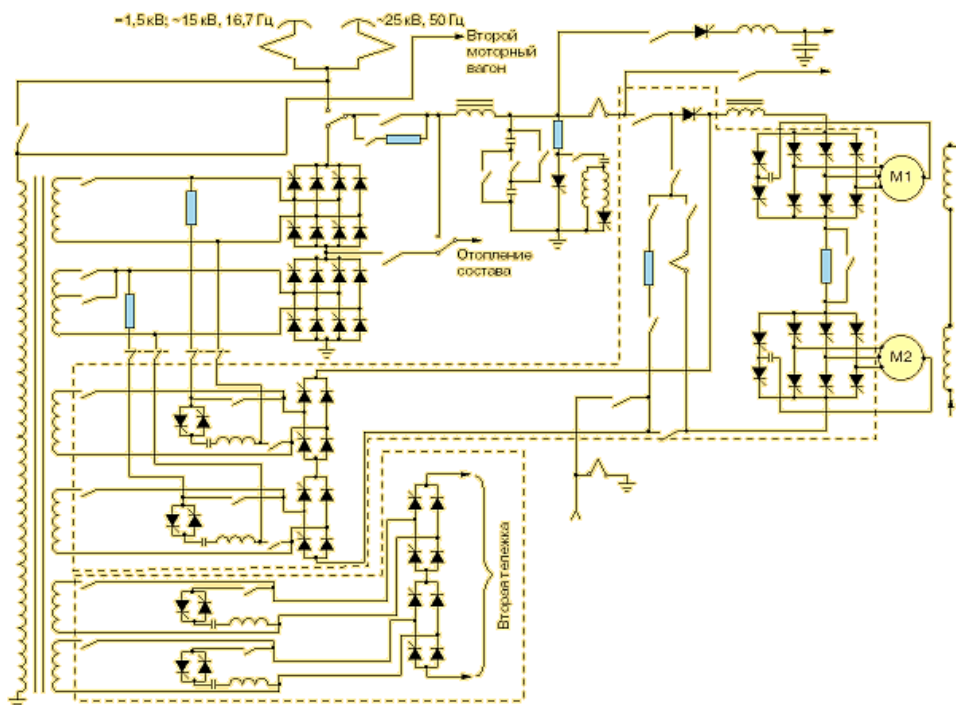 =1,5 кВ; ~15 кВ, 16,7 Гц
~25 кВ, 50 Гц
Второй
моторный
вагон
M1
Отопление
состава
M2
Вторая тележка